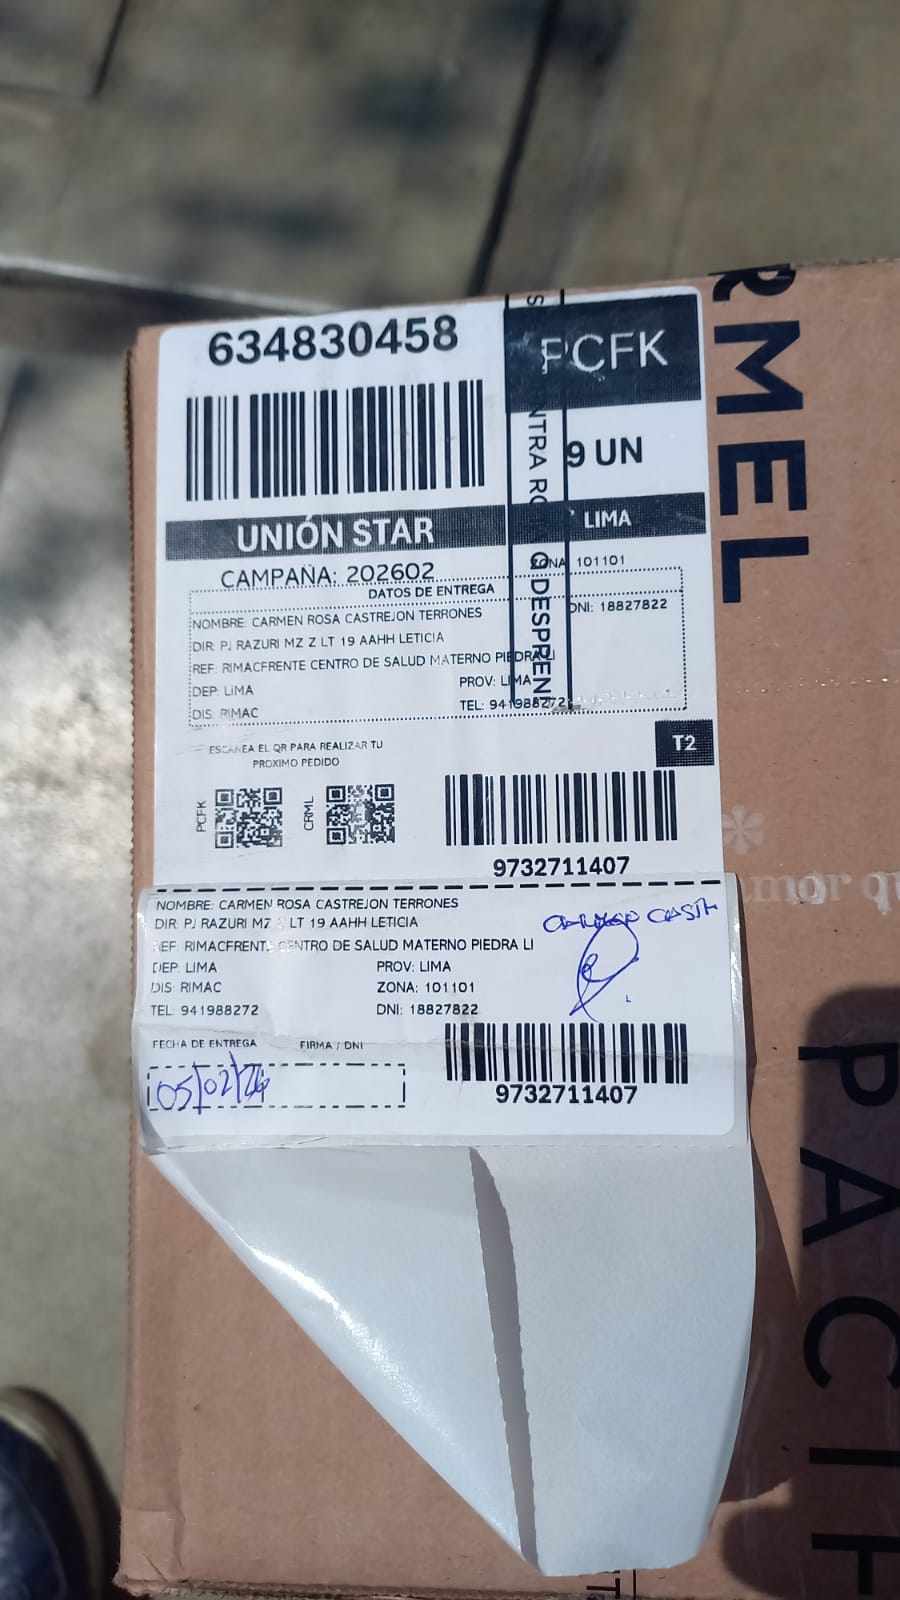 634830458
PCFK
9 UN
UNIÓN STAR
LIMA
CAMPAÑA: 202602
ZONA: 101101
DATOS DE ENTREGA
NOMBRE: CARMEN ROSA CASTREJON TERRONES
DNI: 18827822
DIR: PJ RAZURI MZ Z LT 19 AAHH LETICIA
REF: RIMACFRENTE CENTRO DE SALUD MATERNO PIEDRA LI
DEP: LIMA
PROV: LIMA
DIS: RIMAC
TEL: 941988272
NTRA RO
DESPREN
T2
ESCANEA EL QR PARA REALIZAR TU
PROXIMO PEDIDO
PCFK
CRML
9732711407
NOMBRE: CARMEN ROSA CASTREJON TERRONES
DIR: PJ RAZURI MZ Z LT 19 AAHH LETICIA
REF: RIMACFRENTE CENTRO DE SALUD MATERNO PIEDRA LI
DEP: LIMA
PROV: LIMA
DIS: RIMAC
ZONA: 101101
TEL: 941988272
DNI: 18827822
FECHA DE ENTREGA
FIRMA / DNI
05/02/26
9732711407
RMEL
amor qu
PACIF